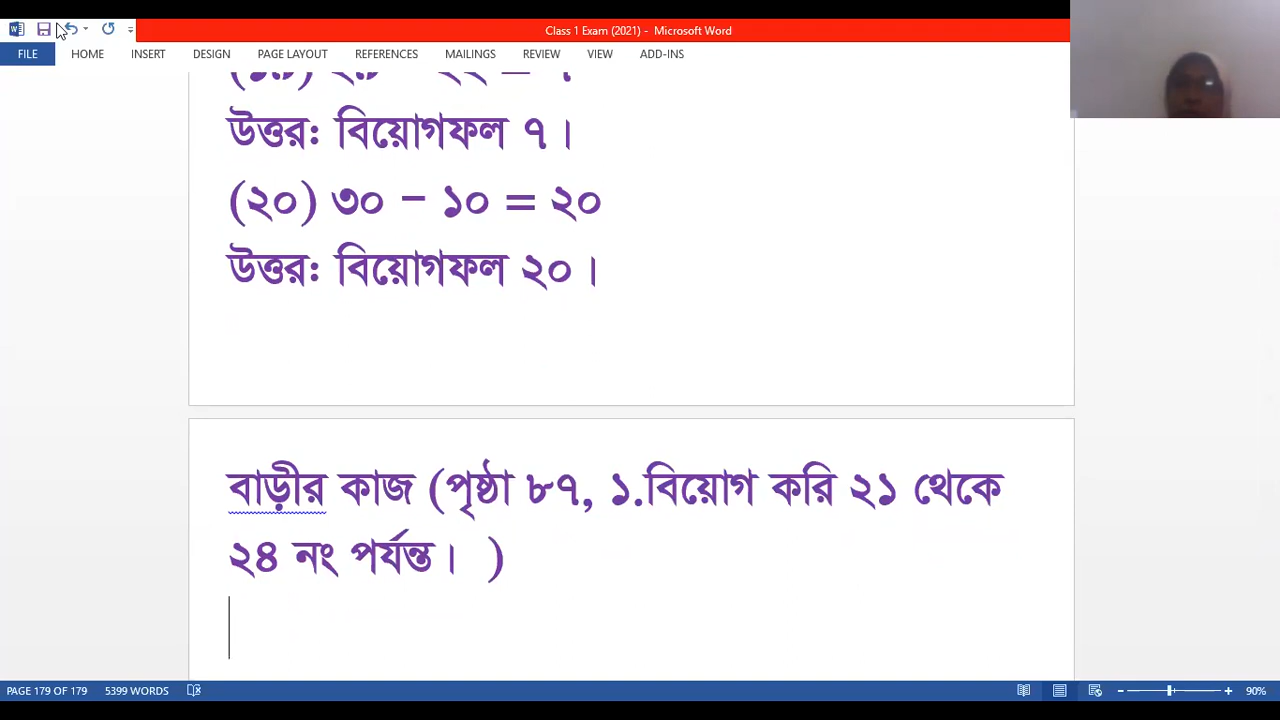 Class 1 Exam (2021) - Microsoft Word
FILE HOME INSERT DESIGN PAGE LAYOUT REFERENCES MAILINGS REVIEW VIEW ADD-INS
উত্তরঃ বিয়োগফল ৭।
(২০) ৩০ - ১০ = ২০
উত্তরঃ বিয়োগফল ২০।
বাড়ীর কাজ (পৃষ্ঠা ৮৭, ১.বিয়োগ করি ২১ থেকে
২৪ নং পর্যন্ত। )
PAGE 179 OF 179 5399 WORDS 90%